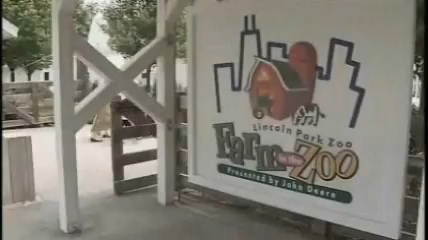 Lincoln Park Zoo
Farm in the Zoo
Presented by John Deere